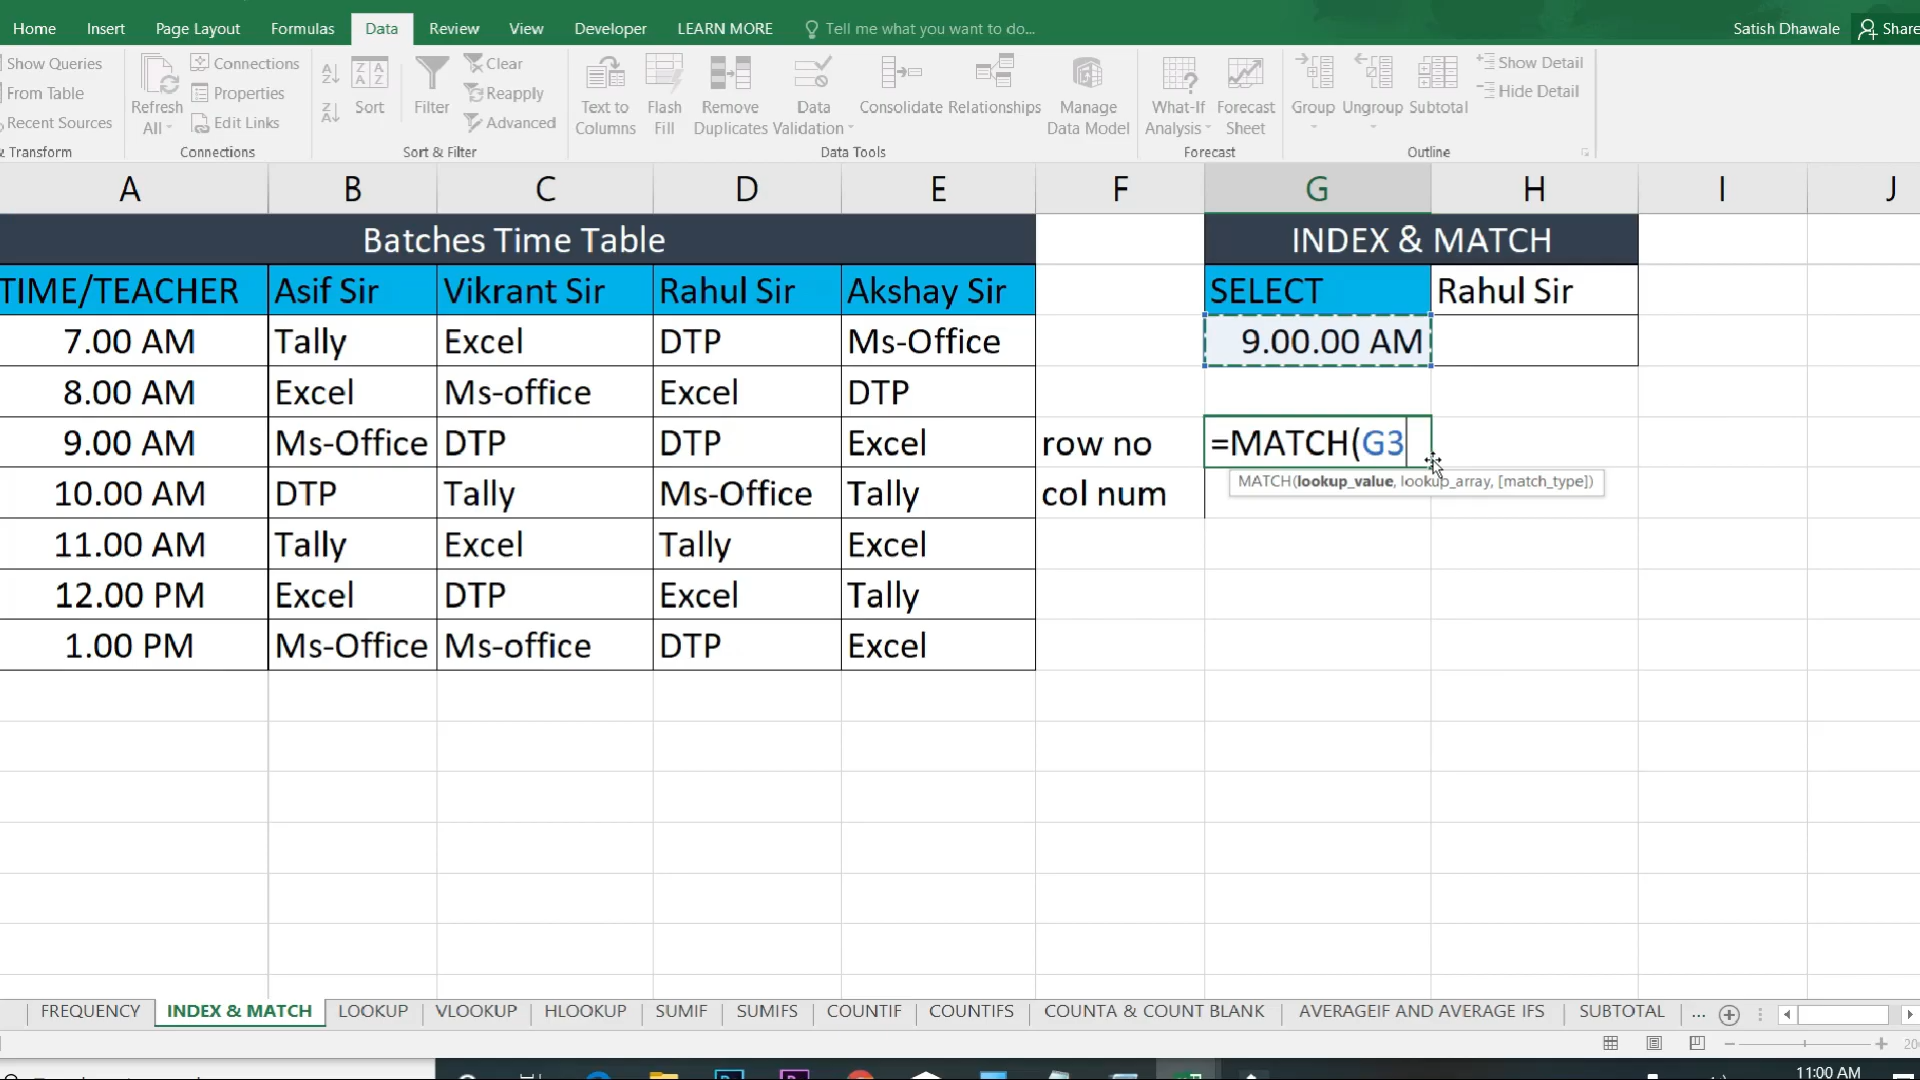 Home Insert Page Layout Formulas Data Review View Developer LEARN MORE Tell me what you want to do... Satish Dhawale Share
Show Queries
From Table
Recent Sources
Transform
Refresh All
Connections
Properties
Edit Links
Connections
Sort
Filter
Clear
Reapply
Advanced
Sort & Filter
Text to Columns
Flash Fill
Remove Duplicates
Data Validation
Consolidate
Relationships
Manage Data Model
Data Tools
What-If Analysis
Forecast Sheet
Forecast
Group
Ungroup
Subtotal
Show Detail
Hide Detail
Outline
A B C D E F G H I J
Batches Time Table INDEX & MATCH
TIME/TEACHER Asif Sir Vikrant Sir Rahul Sir Akshay Sir SELECT Rahul Sir
7.00 AM Tally Excel DTP Ms-Office 9.00.00 AM
8.00 AM Excel Ms-office Excel DTP
9.00 AM Ms-Office DTP DTP Excel row no =MATCH(G3
MATCH(lookup_value, lookup_array, [match_type])
10.00 AM DTP Tally Ms-Office Tally col num
11.00 AM Tally Excel Tally Excel
12.00 PM Excel DTP Excel Tally
1.00 PM Ms-Office Ms-office DTP Excel
FREQUENCY INDEX & MATCH LOOKUP VLOOKUP HLOOKUP SUMIF SUMIFS COUNTIF COUNTIFS COUNTA & COUNT BLANK AVERAGEIF AND AVERAGE IFS SUBTOTAL ...
11:00 AM